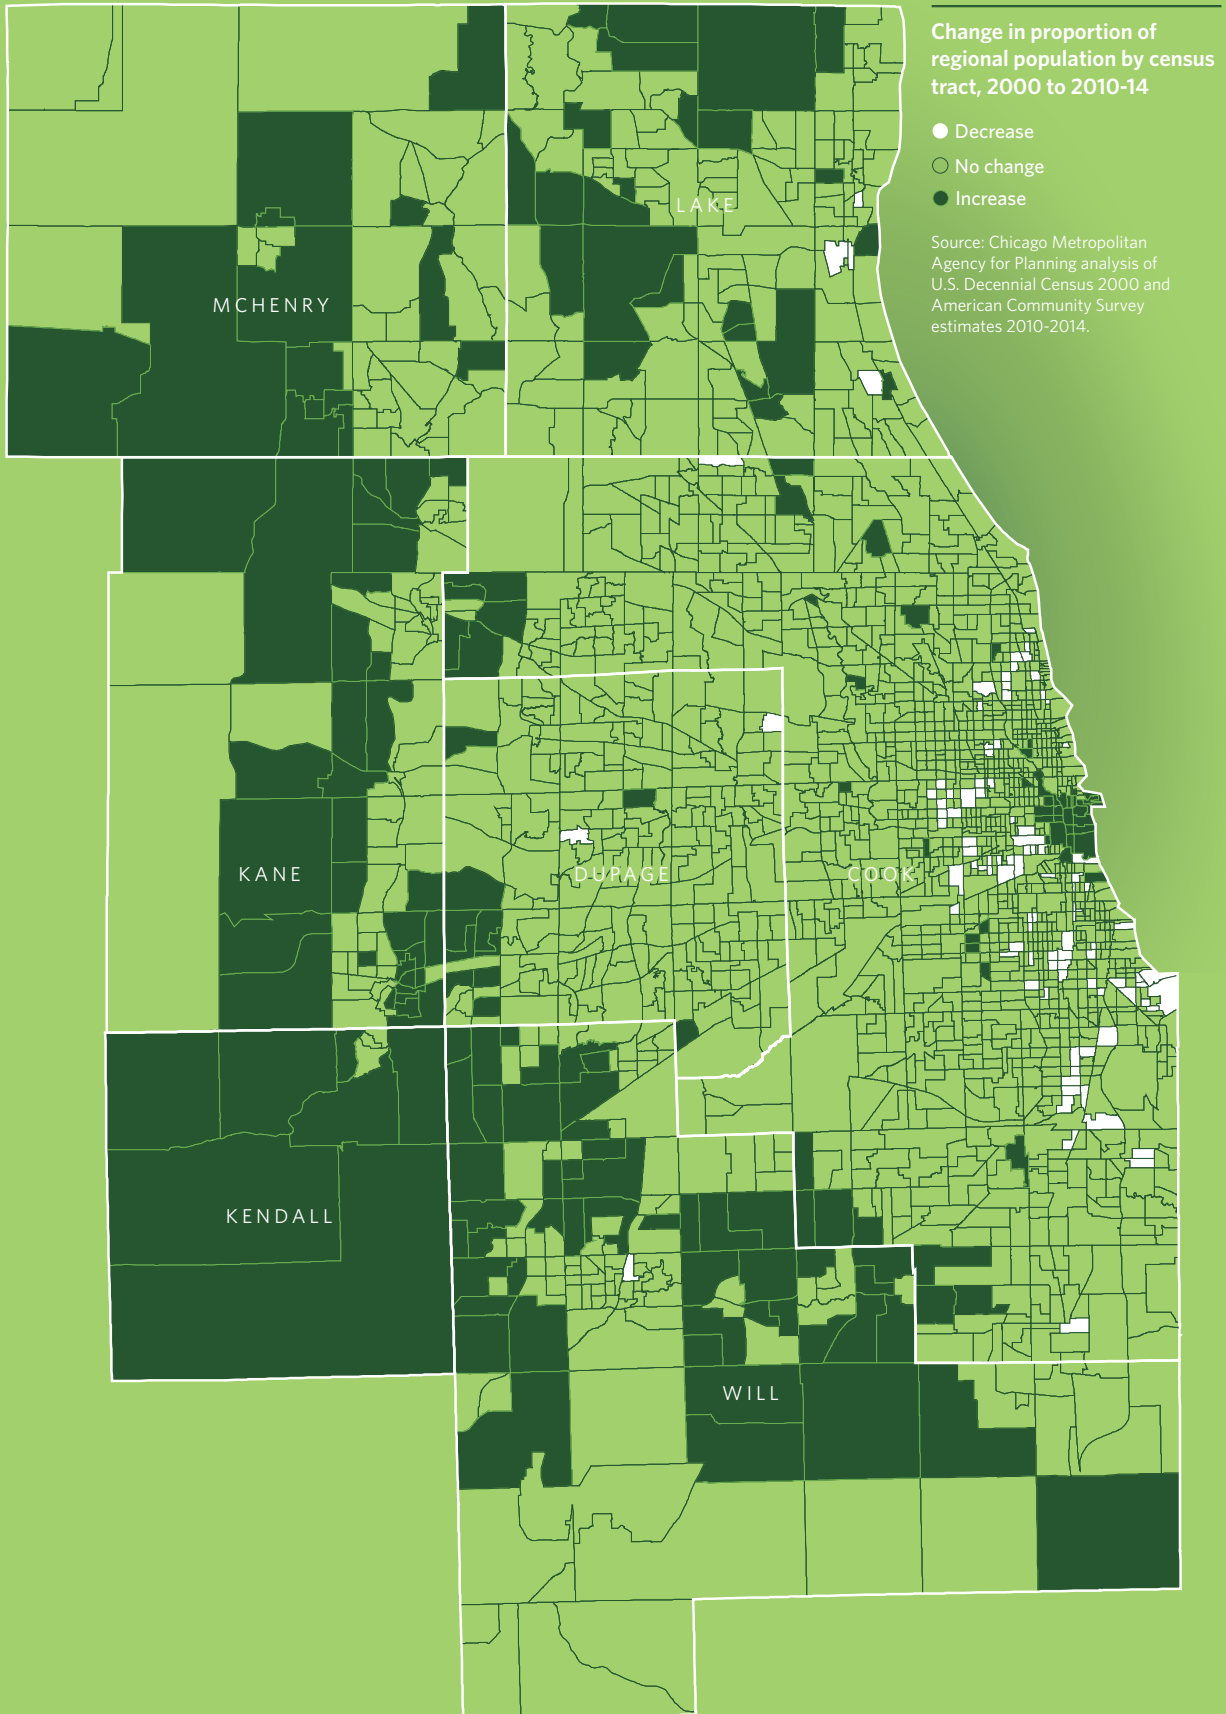 Change in proportion of
regional population by census
tract, 2000 to 2010-14
Decrease
No change
Increase
Source: Chicago Metropolitan
Agency for Planning analysis of
U.S. Decennial Census 2000 and
American Community Survey
estimates 2010-2014.
LAKE
MCHENRY
KANE
DUPAGE
COOK
KENDALL
WILL